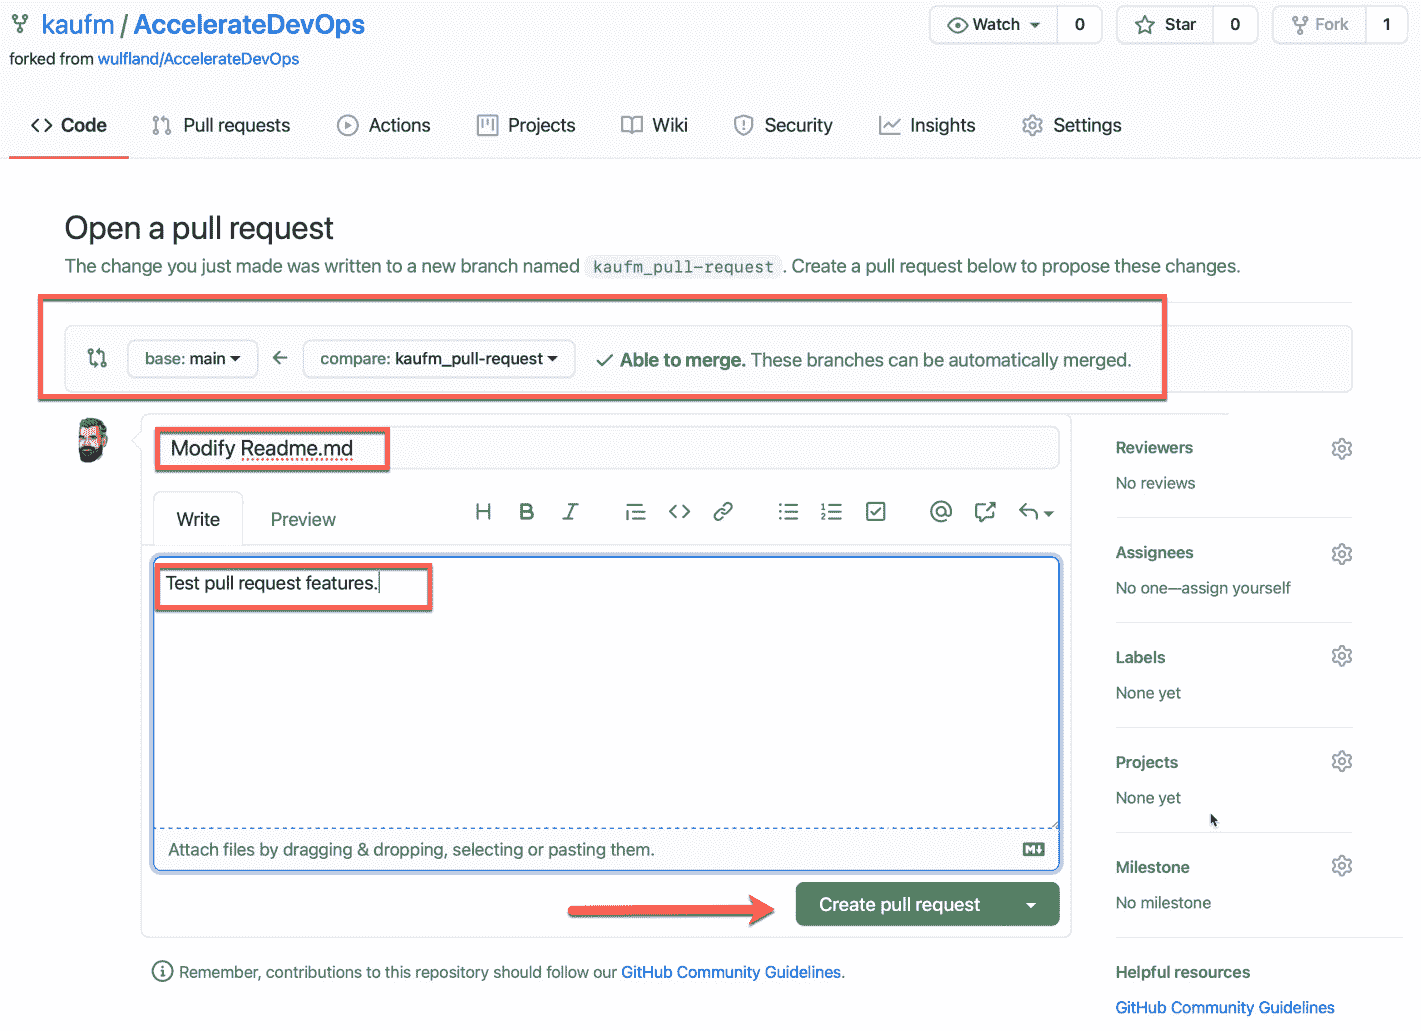 kaufm / AccelerateDevOps
Watch 0 Star 0 Fork 1
forked from wulfland/AccelerateDevOps
Code Pull requests Actions Projects Wiki Security Insights Settings
Open a pull request
The change you just made was written to a new branch named kaufm_pull-request . Create a pull request below to propose these changes.
base: main ← compare: kaufm_pull-request ✓ Able to merge. These branches can be automatically merged.
Modify Readme.md
Write Preview H B I <> @
Test pull request features.
Attach files by dragging & dropping, selecting or pasting them.
Create pull request
Remember, contributions to this repository should follow our GitHub Community Guidelines.
Reviewers
No reviews
Assignees
No one—assign yourself
Labels
None yet
Projects
None yet
Milestone
No milestone
Helpful resources
GitHub Community Guidelines